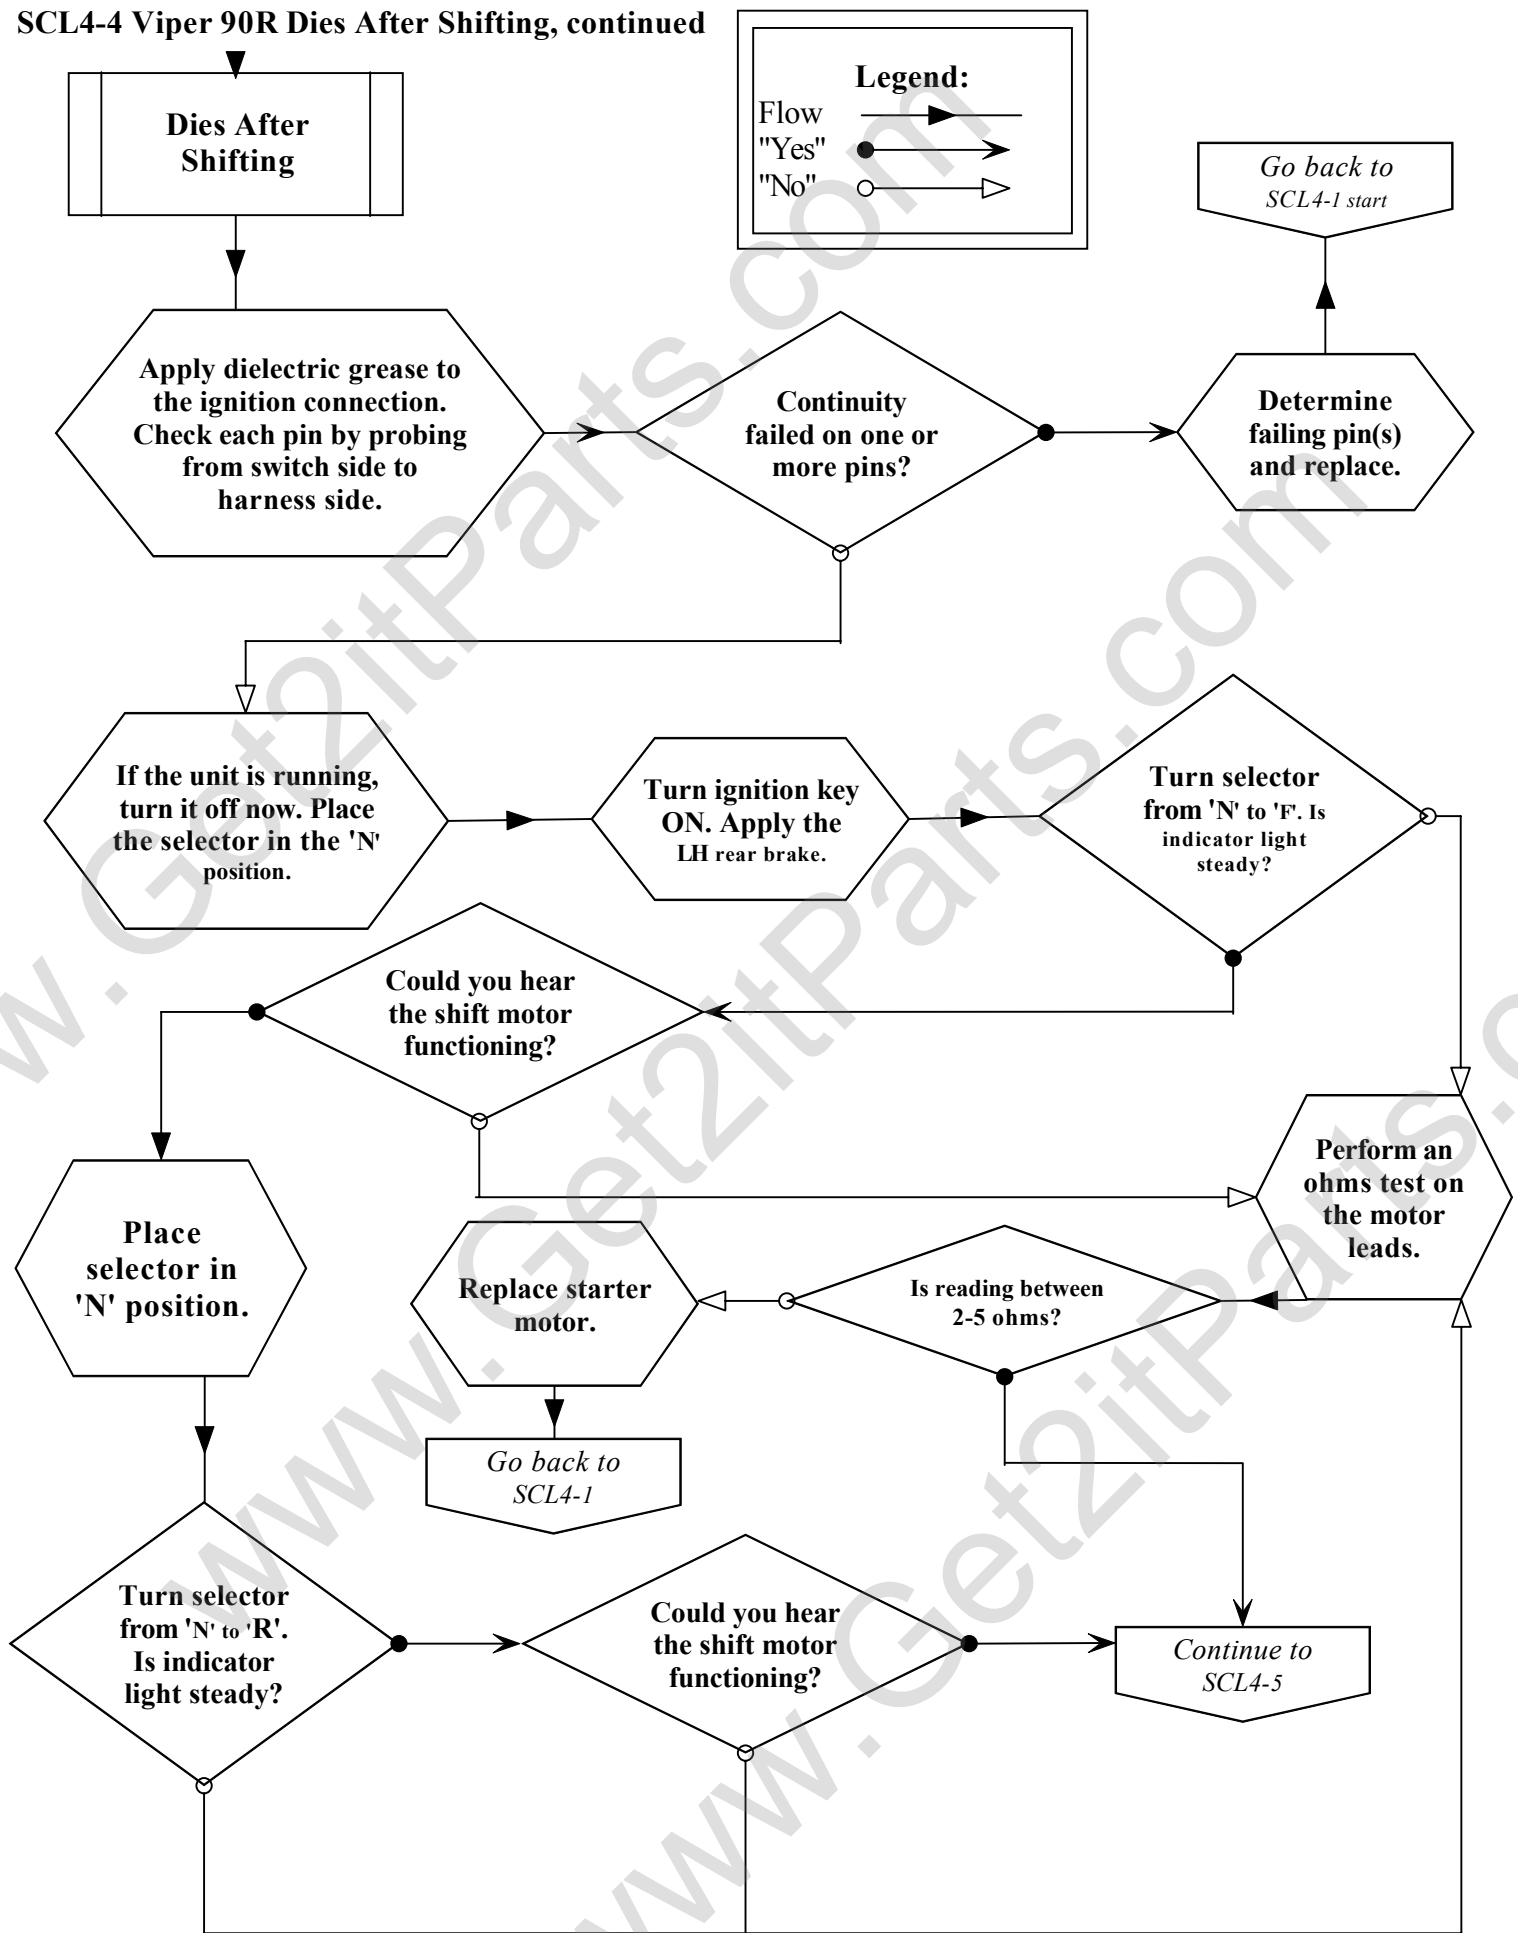 SCL4-4 Viper 90R Dies After Shifting, continued
Dies After
Shifting
Legend:
Flow
"Yes"
"No"
Go back to
SCL4-1 start
Apply dielectric grease to
the ignition connection.
Check each pin by probing
from switch side to
harness side.
Continuity
failed on one or
more pins?
Determine
failing pin(s)
and replace.
If the unit is running,
turn it off now. Place
the selector in the 'N'
position.
Turn ignition key
ON. Apply the
LH rear brake.
Turn selector
from 'N' to 'F'. Is
indicator light
steady?
Could you hear
the shift motor
functioning?
Perform an
ohms test on
the motor
leads.
Place
selector in
'N' position.
Replace starter
motor.
Is reading between
2-5 ohms?
Go back to
SCL4-1
Turn selector
from 'N' to 'R'.
Is indicator
light steady?
Could you hear
the shift motor
functioning?
Continue to
SCL4-5
w.Get2itParts.com
www.Get2itParts.com
www.Get2itParts.c